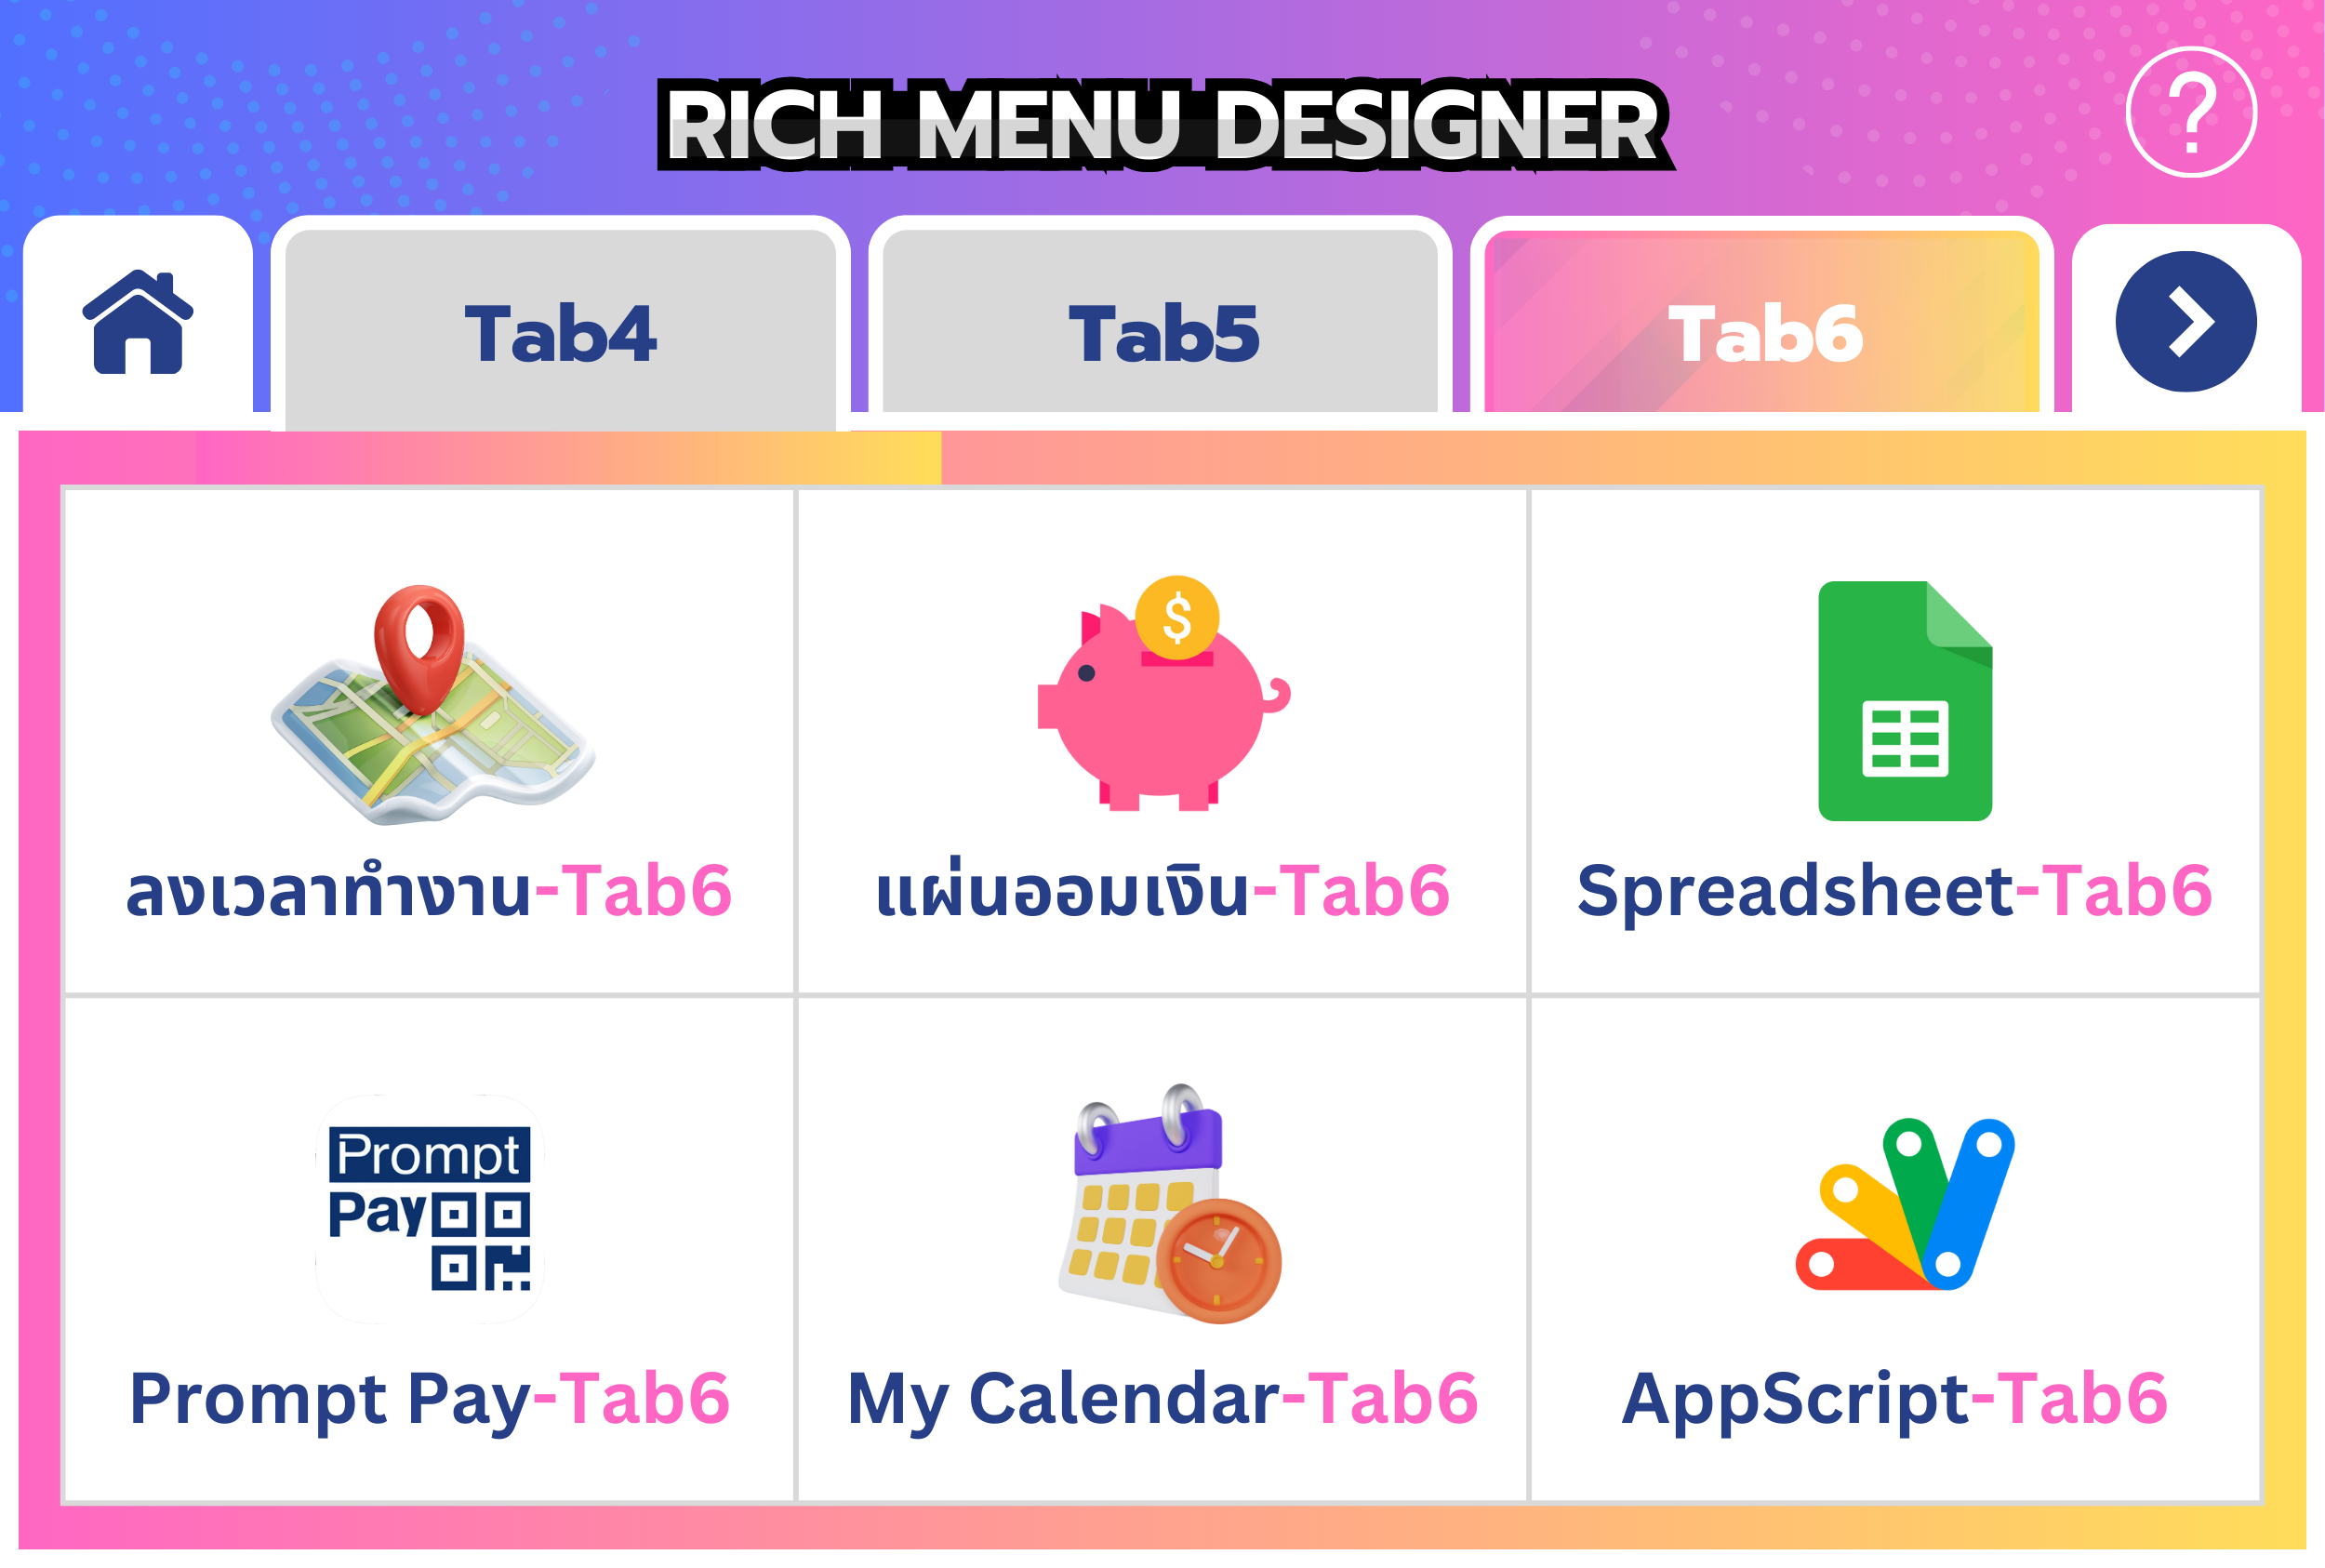 RICH MENU DESIGNER
?
Tab4
Tab5
Tab6
$
ลงเวลาทำงาน-Tab6
แผ่นออมเงิน-Tab6
Spreadsheet-Tab6
Prompt
Pay
Prompt Pay-Tab6
My Calendar-Tab6
AppScript-Tab6